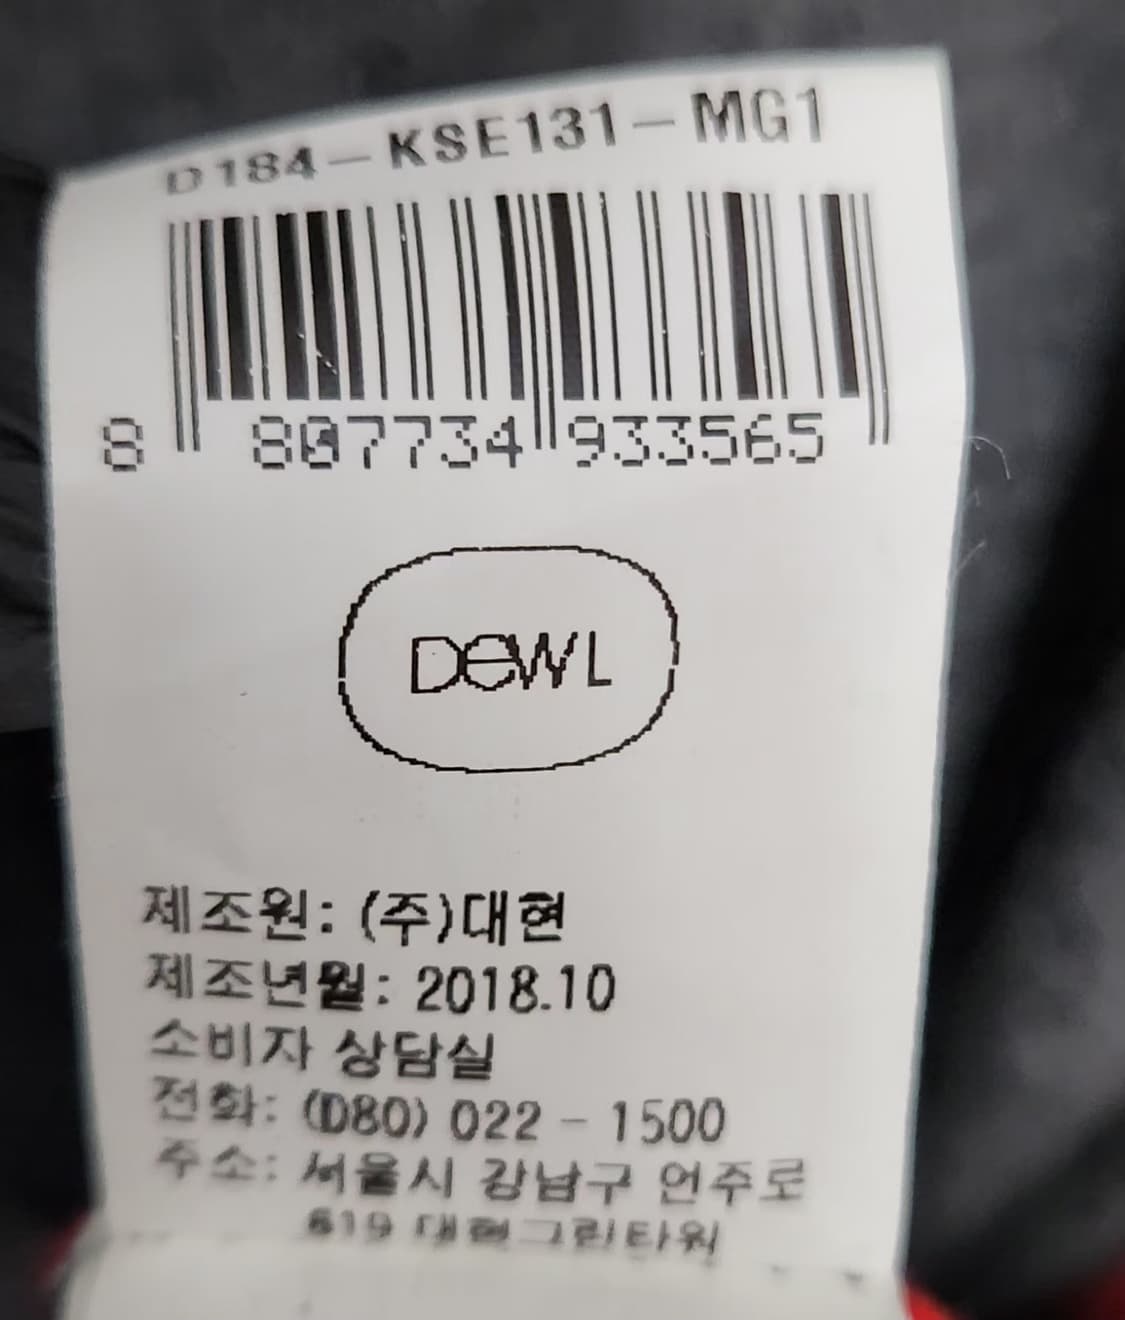 D184-KSE131-MG1
8 807734 933565
DEWL
제조원: (주)대현
제조년월: 2018.10
소비자 상담실
전화: (080) 022 - 1500
주소: 서울시 강남구 언주로
619 대현그린타워